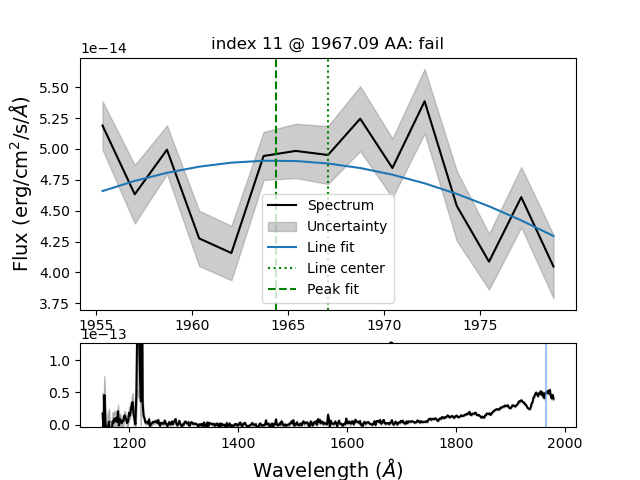 index 11 @ 1967.09 AA: fail
1e−14
5.50
5.25
5.00
4.75
4.50
4.25
4.00
3.75
Flux (erg/cm²/s/Å)
Spectrum
Uncertainty
Line fit
Line center
Peak fit
1955 1960 1965 1970 1975
1e−13
1.0
0.5
0.0
1200 1400 1600 1800 2000
Wavelength (Å)